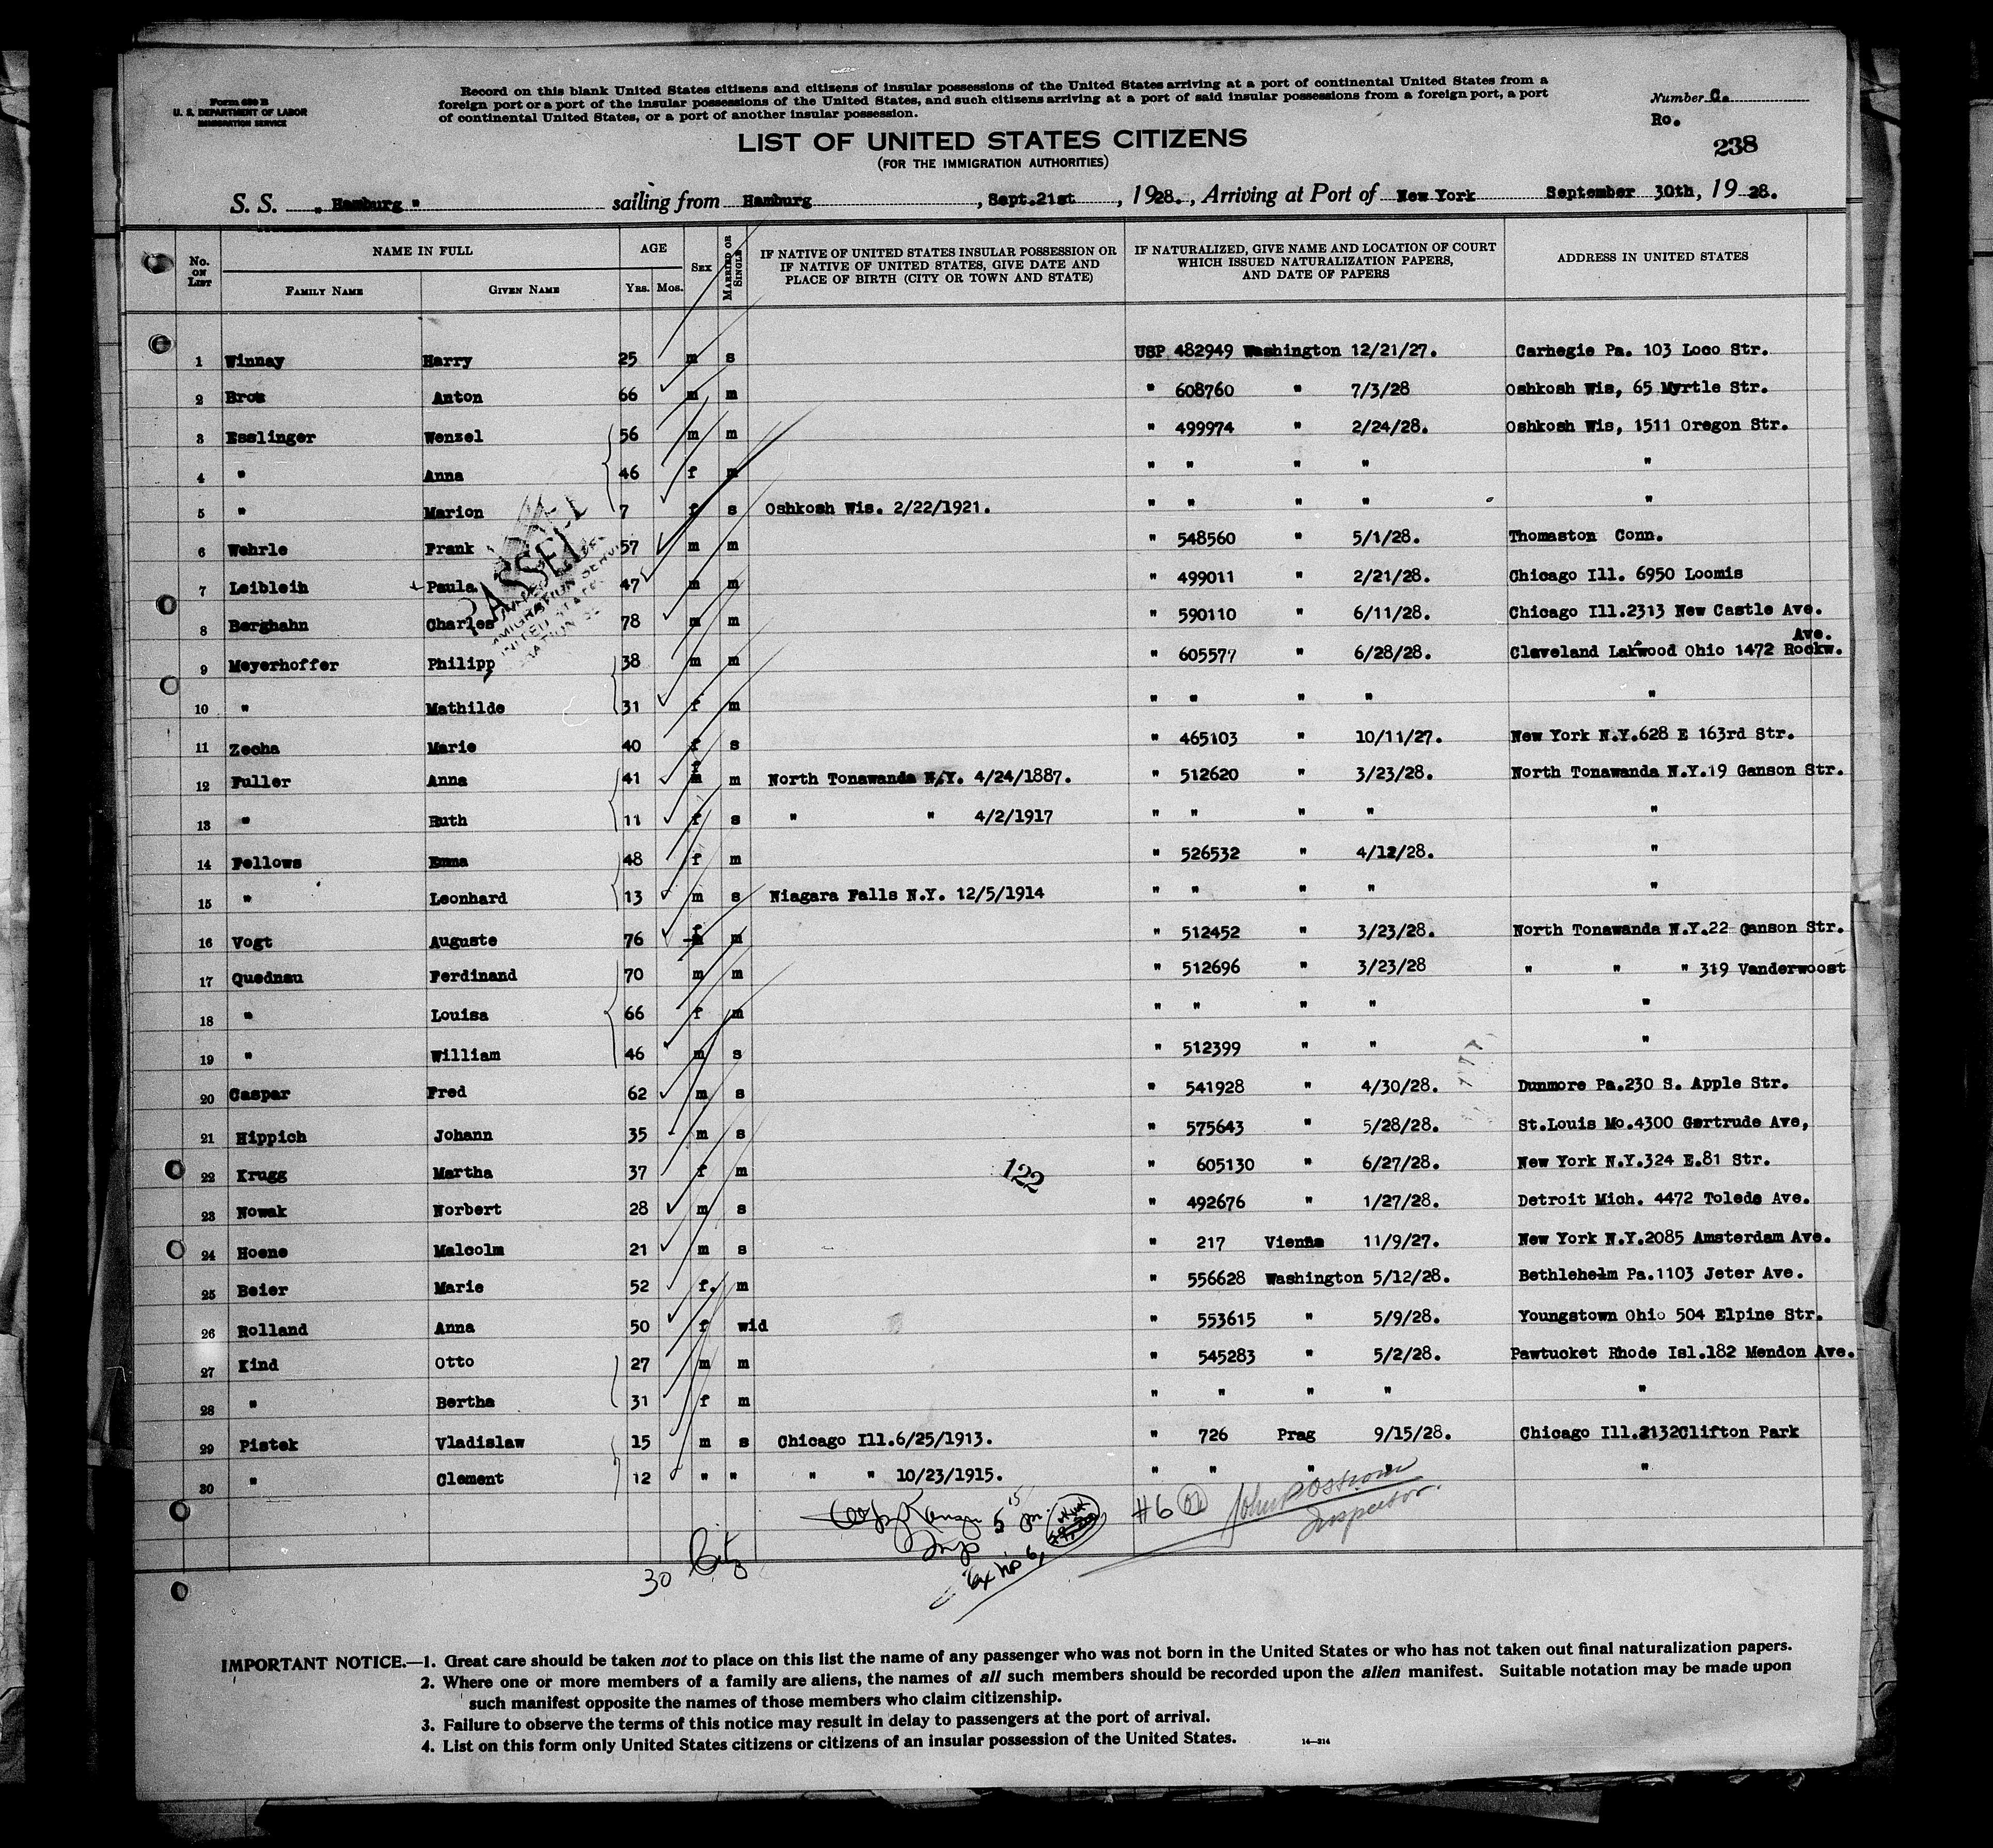 Form 630 B
U. S. DEPARTMENT OF LABOR
IMMIGRATION SERVICE
Record on this blank United States citizens and citizens of insular possessions of the United States arriving at a port of continental United States from a
foreign port or a port of the insular possessions of the United States, and such citizens arriving at a port of said insular possessions from a foreign port, a port
of continental United States, or a port of another insular possession.
Number C.
Ro.
238
LIST OF UNITED STATES CITIZENS
(FOR THE IMMIGRATION AUTHORITIES)
S. S. „ Hamburg " sailing from Hamburg , Sept.21st , 1928. , Arriving at Port of New York September 30th, 19 28.
No. ON LIST NAME IN FULL FAMILY NAME GIVEN NAME AGE YRS. MOS. SEX MARRIED OR SINGLE IF NATIVE OF UNITED STATES INSULAR POSSESSION OR IF NATIVE OF UNITED STATES, GIVE DATE AND PLACE OF BIRTH (CITY OR TOWN AND STATE) IF NATURALIZED, GIVE NAME AND LOCATION OF COURT WHICH ISSUED NATURALIZATION PAPERS, AND DATE OF PAPERS ADDRESS IN UNITED STATES
1 Winnay Harry 25 m s USP 482949 Washington 12/21/27. Carnegie Pa. 103 Loco Str.
2 Anton 66 m m " 608760 " 7/3/28 Oshkosh Wis, 65 Myrtle Str.
3 Esslinger Wenzel 56 m m " 499974 " 2/24/28. Oshkosh Wis, 1511 Oregon Str.
4 " Anna 46 f m " " " " "
5 " Marion 7 f s Oshkosh Wis. 2/22/1921. " " " " "
6 Wehrle Frank 57 m m " 548560 " 5/1/28. Thomaston Conn.
7 Leiblein Paula 47 m m " 499011 " 2/21/28. Chicago Ill. 6950 Loomis
8 Berghahn Charles 78 m m " 590110 " 6/11/28. Chicago Ill.2313 New Castle Ave.
9 Meyerhoffer Philipp 38 m m " 605577 " 6/28/28. Claveland Lakwood Ohio 1472 Rockw. Ave.
10 " Mathilde 31 f m " " " " "
11 Zecha Marie 40 f s " 465103 " 10/11/27. New York N.Y.628 E 163rd Str.
12 Fuller Anna 41 f m m North Tonawanda N.Y. 4/24/1887. " 512620 " 3/23/28. North Tonawanda N.Y.19 Ganson Str.
13 " Ruth 11 f s " " 4/2/1917 " " " " "
14 Fellows Emma 48 f m " 526532 " 4/12/28. "
15 " Leonhard 13 m s Niagara Falls N.Y. 12/5/1914 " " " " "
16 Vogt Auguste 76 f m " 512452 " 3/23/28. North Tonawanda N.Y.22 Ganson Str.
17 Quednau Ferdinand 70 m m " 512696 " 3/23/28 " " " 319 Vanderwoost
18 " Louisa 66 f m " " " " "
19 " William 46 m s " 512399 " " "
20 Caspar Fred 62 m s " 541928 " 4/30/28. Dunmore Pa.230 S. Apple Str.
21 Hippich Johann 35 m s " 575643 " 5/28/28. St.Louis Mo.4300 Gertrude Ave,
22 Krugg Martha 37 f m " 605130 " 6/27/28. New York N.Y.324 E.81 Str.
122
23 Nowak Norbert 28 m s " 492676 " 1/27/28. Detroit Mich. 4472 Toledo Ave.
24 Hoene Malcolm 21 m s " 217 Vienna 11/9/27. New York N.Y.2085 Amsterdam Ave.
25 Beier Marie 52 f. m " 556628 Washington 5/12/28. Bethlehelm Pa.1103 Jeter Ave.
26 Rolland Anna 50 f wid " 553615 " 5/9/28. Youngstown Ohio 504 Elpine Str.
27 Kind Otto 27 m m " 545283 " 5/2/28. Pawtucket Rhode Isl.182 Mendon Ave.
28 " Bertha 31 f m " " " " "
29 Pistek Vladislaw 15 m s Chicago Ill.6/25/1913. " 726 Prag 9/15/28. Chicago Ill.2132Clifton Park
30 " Clement 12 " " " " 10/23/1915. " " " " "
PASSED
#6 Inspector.
30 Citz
IMPORTANT NOTICE.—1. Great care should be taken not to place on this list the name of any passenger who was not born in the United States or who has not taken out final naturalization papers.
2. Where one or more members of a family are aliens, the names of all such members should be recorded upon the alien manifest. Suitable notation may be made upon
such manifest opposite the names of those members who claim citizenship.
3. Failure to observe the terms of this notice may result in delay to passengers at the port of arrival.
4. List on this form only United States citizens or citizens of an insular possession of the United States.
14—214